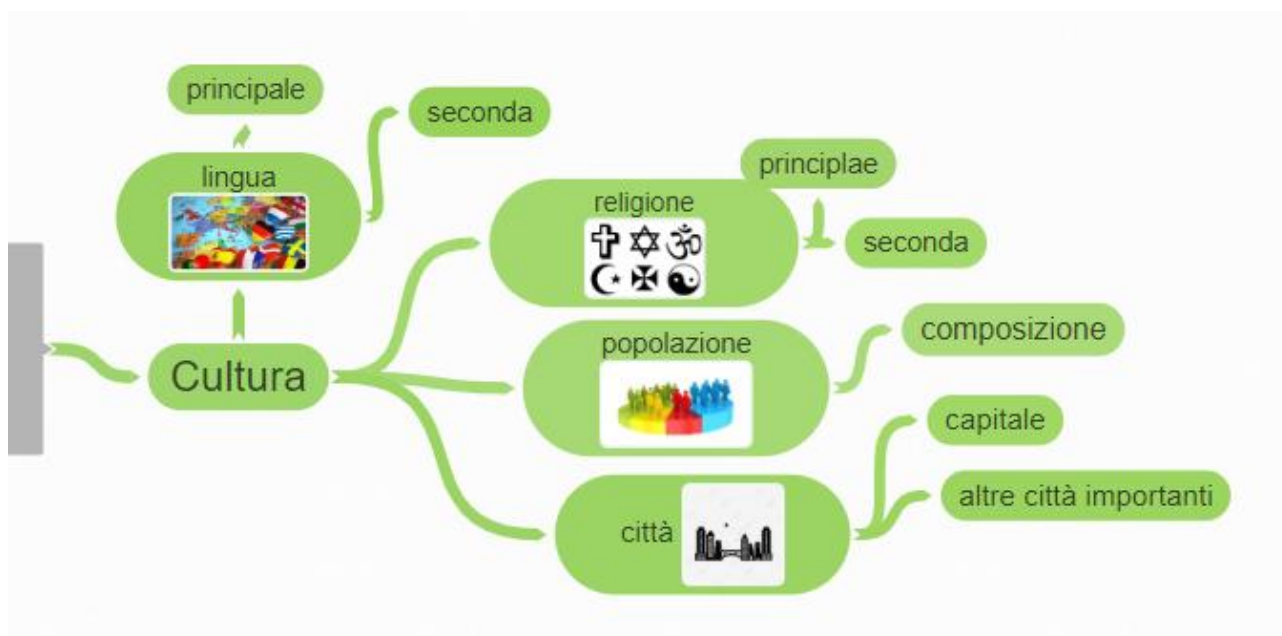 principale
seconda
lingua
Cultura
religione
principlae
seconda
popolazione
composizione
città
capitale
altre città importanti